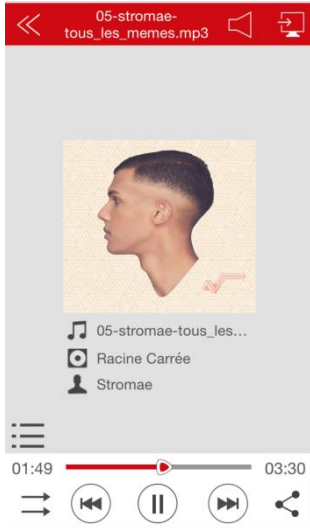 05-stromae-
tous_les_memes.mp3
05-stromae-tous_les...
Racine Carrée
Stromae
01:49
03:30